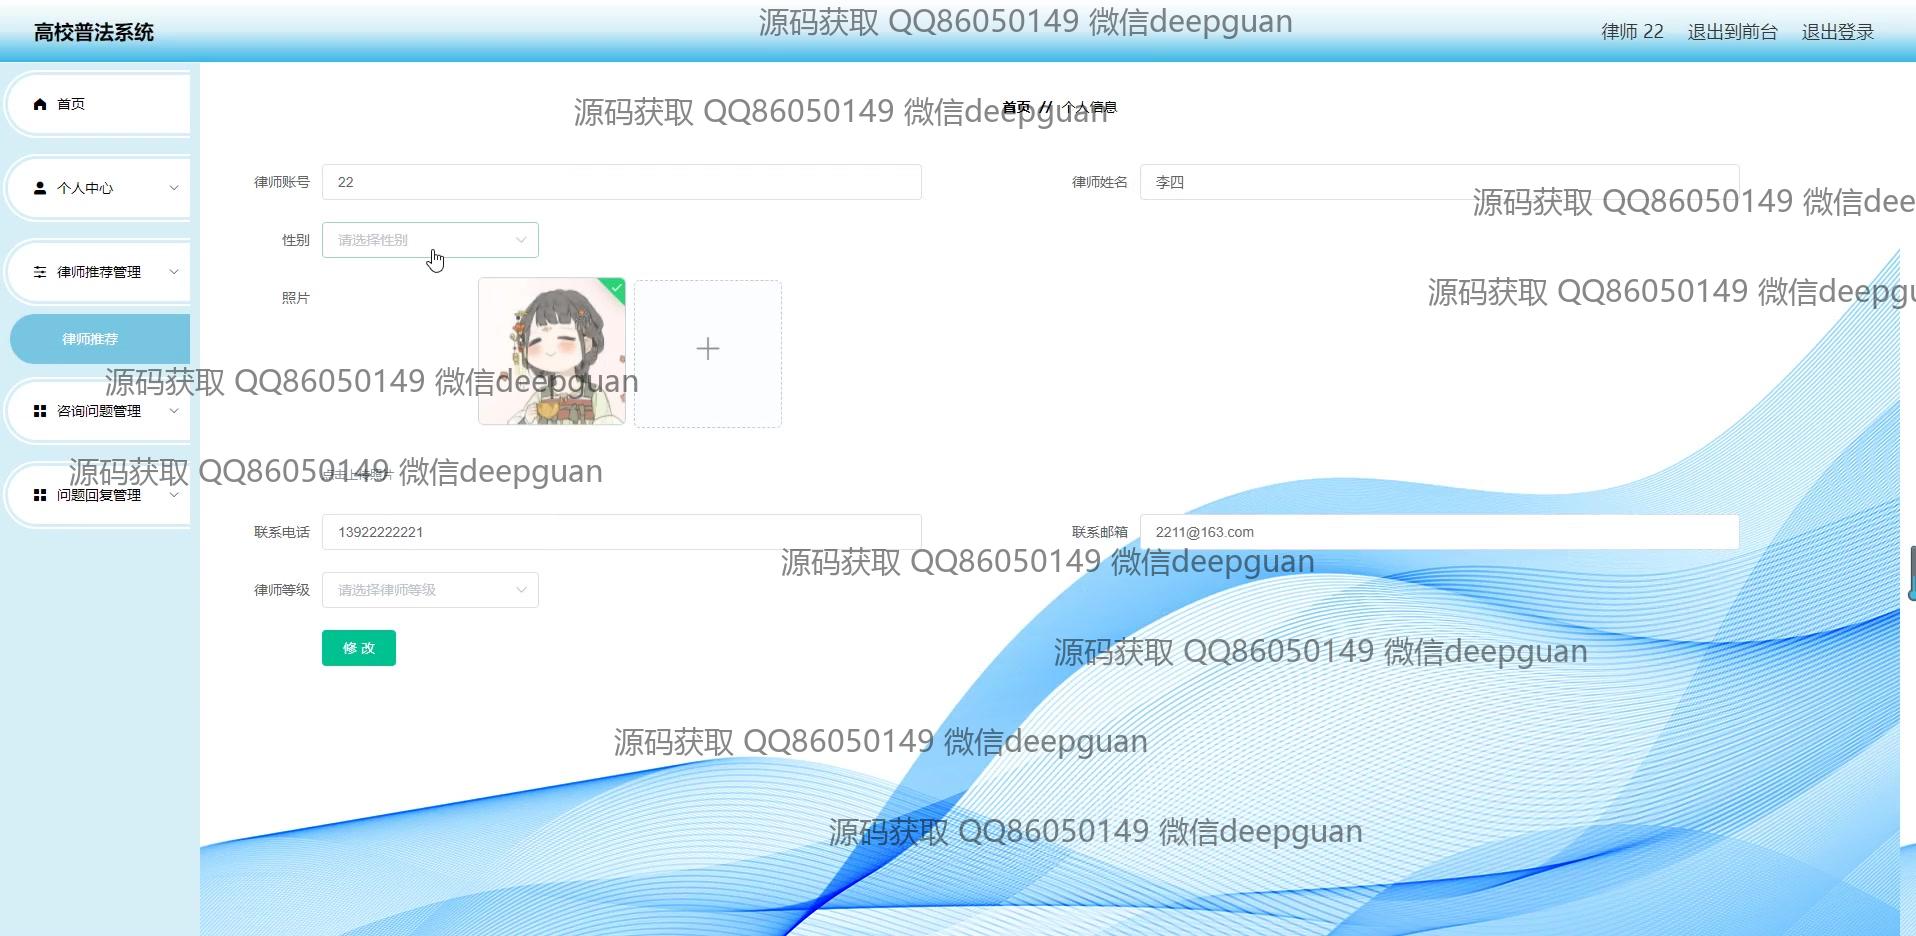 高校普法系统
源码获取 QQ86050149 微信deepguan
律师 22
退出到前台
退出登录
首页
源码获取 QQ86050149 微信deepguan
首页 // 个人信息
个人中心
律师账号
22
律师姓名
李四
源码获取 QQ86050149 微信dee
性别
请选择性别
律师推荐管理
照片
源码获取 QQ86050149 微信deepgu
律师推荐
源码获取 QQ86050149 微信deepguan
咨询问题管理
源码获取 QQ86050149 微信deepguan
点击上传照片
问题回复管理
联系电话
13922222221
联系邮箱
2211@163.com
源码获取 QQ86050149 微信deepguan
律师等级
请选择律师等级
修 改
源码获取 QQ86050149 微信deepguan
源码获取 QQ86050149 微信deepguan
源码获取 QQ86050149 微信deepguan